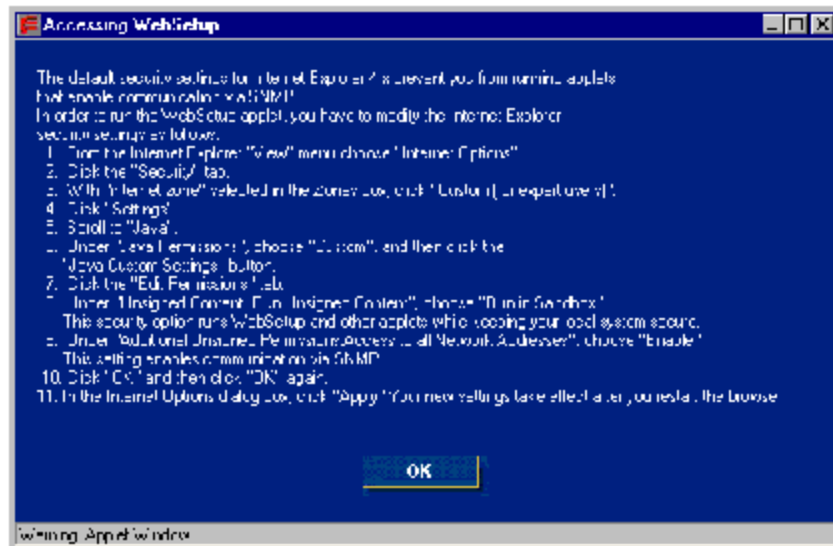 Accessing WebSetup
The default security settings for Internet Explorer 4.x prevent you from running applets
that enable communication via SNMP.
In order to run the WebSetup applet, you have to modify the Internet Explorer
security settings as follows:
1. From the Internet Explorer "View" menu choose "Internet Options"
2. Click the "Security" tab.
3. With "Internet zone" selected in the Zones box, click "Custom (for expert users)".
4. Click "Settings"
5. Scroll to "Java".
6. Under "Java Permissions", choose "Custom", and then click the
"Java Custom Settings" button.
7. Click the "Edit Permissions" tab.
8. Under "Unsigned Content, Run Unsigned Content", choose "Run in Sandbox."
This security option runs WebSetup and other applets while keeping your local system secure.
9. Under "Additional Unsigned Permissions, Access to all Network Addresses", choose "Enable."
This setting enables communication via SNMP.
10. Click "OK" and then click "OK" again.
11. In the Internet Options dialog box, click "Apply." Your new settings take effect after you restart the browser
OK
Warning: Applet Window